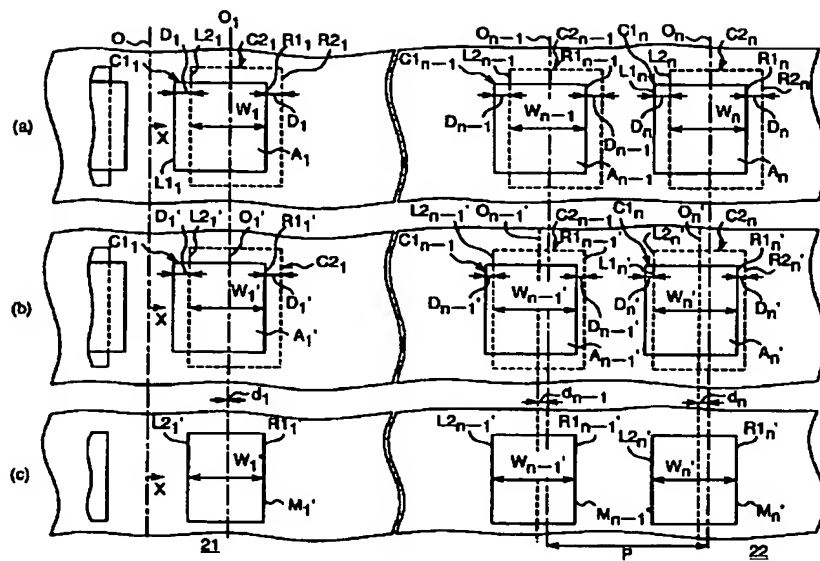 O D₁ L2₁ O₁ C2₁ R1₁ R2₁ Oₙ₋₁ C2ₙ₋₁ Oₙ C2ₙ
C1₁ L2ₙ₋₁ R1ₙ₋₁ C1ₙ L2ₙ R1ₙ
C1ₙ₋₁ L1ₙ R2ₙ
(a) X W₁ D₁ Dₙ₋₁ Wₙ₋₁ Dₙ₋₁ Dₙ Wₙ Dₙ
L1₁ A₁ Aₙ₋₁ Aₙ
D₁' L2₁' O₁' R1₁' L2ₙ₋₁' Oₙ₋₁' C2ₙ₋₁ C1ₙ Oₙ' C2ₙ
C1₁ C2₁ C1ₙ₋₁ R1ₙ₋₁' L2ₙ' L1ₙ' R1ₙ' R2ₙ'
(b) X W₁' D₁' Dₙ₋₁' Wₙ₋₁' Dₙ₋₁' Dₙ' Wₙ' Dₙ'
A₁' Aₙ₋₁' Aₙ'
d₁ dₙ₋₁ dₙ
L2₁' R1₁' L2ₙ₋₁' R1ₙ₋₁' L2ₙ' R1ₙ'
(c) X W₁' Wₙ₋₁' Wₙ'
M₁' Mₙ₋₁' Mₙ'
21 P 22